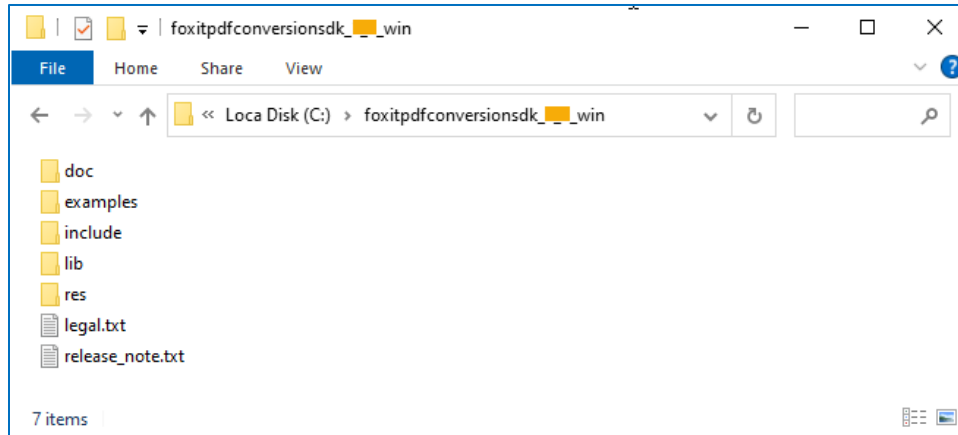 foxitpdfconversionsdk_ _ _win
File Home Share View
« Loca Disk (C:) › foxitpdfconversionsdk_ _ _win
doc
examples
include
lib
res
legal.txt
release_note.txt
7 items